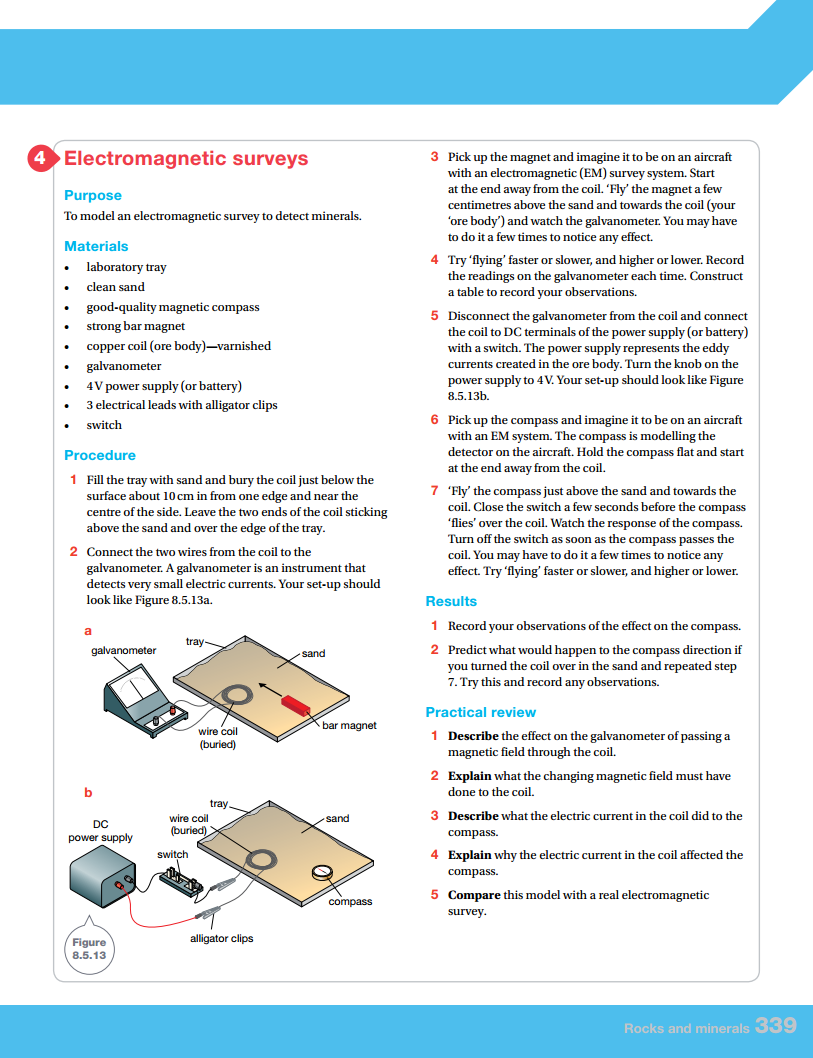 4 Electromagnetic surveys
Purpose
To model an electromagnetic survey to detect minerals.
Materials
• laboratory tray
• clean sand
• good-quality magnetic compass
• strong bar magnet
• copper coil (ore body)—varnished
• galvanometer
• 4 V power supply (or battery)
• 3 electrical leads with alligator clips
• switch
Procedure
1 Fill the tray with sand and bury the coil just below the
surface about 10 cm in from one edge and near the
centre of the side. Leave the two ends of the coil sticking
above the sand and over the edge of the tray.
2 Connect the two wires from the coil to the
galvanometer. A galvanometer is an instrument that
detects very small electric currents. Your set-up should
look like Figure 8.5.13a.
a
galvanometer
tray
sand
wire coil
(buried)
bar magnet
b
DC
power supply
switch
wire coil
(buried)
tray
sand
compass
alligator clips
Figure
8.5.13
3 Pick up the magnet and imagine it to be on an aircraft
with an electromagnetic (EM) survey system. Start
at the end away from the coil. ‘Fly’ the magnet a few
centimetres above the sand and towards the coil (your
‘ore body’) and watch the galvanometer. You may have
to do it a few times to notice any effect.
4 Try ‘flying’ faster or slower, and higher or lower. Record
the readings on the galvanometer each time. Construct
a table to record your observations.
5 Disconnect the galvanometer from the coil and connect
the coil to DC terminals of the power supply (or battery)
with a switch. The power supply represents the eddy
currents created in the ore body. Turn the knob on the
power supply to 4 V. Your set-up should look like Figure
8.5.13b.
6 Pick up the compass and imagine it to be on an aircraft
with an EM system. The compass is modelling the
detector on the aircraft. Hold the compass flat and start
at the end away from the coil.
7 ‘Fly’ the compass just above the sand and towards the
coil. Close the switch a few seconds before the compass
‘flies’ over the coil. Watch the response of the compass.
Turn off the switch as soon as the compass passes the
coil. You may have to do it a few times to notice any
effect. Try ‘flying’ faster or slower, and higher or lower.
Results
1 Record your observations of the effect on the compass.
2 Predict what would happen to the compass direction if
you turned the coil over in the sand and repeated step
7. Try this and record any observations.
Practical review
1 Describe the effect on the galvanometer of passing a
magnetic field through the coil.
2 Explain what the changing magnetic field must have
done to the coil.
3 Describe what the electric current in the coil did to the
compass.
4 Explain why the electric current in the coil affected the
compass.
5 Compare this model with a real electromagnetic
survey.
Rocks and minerals 339